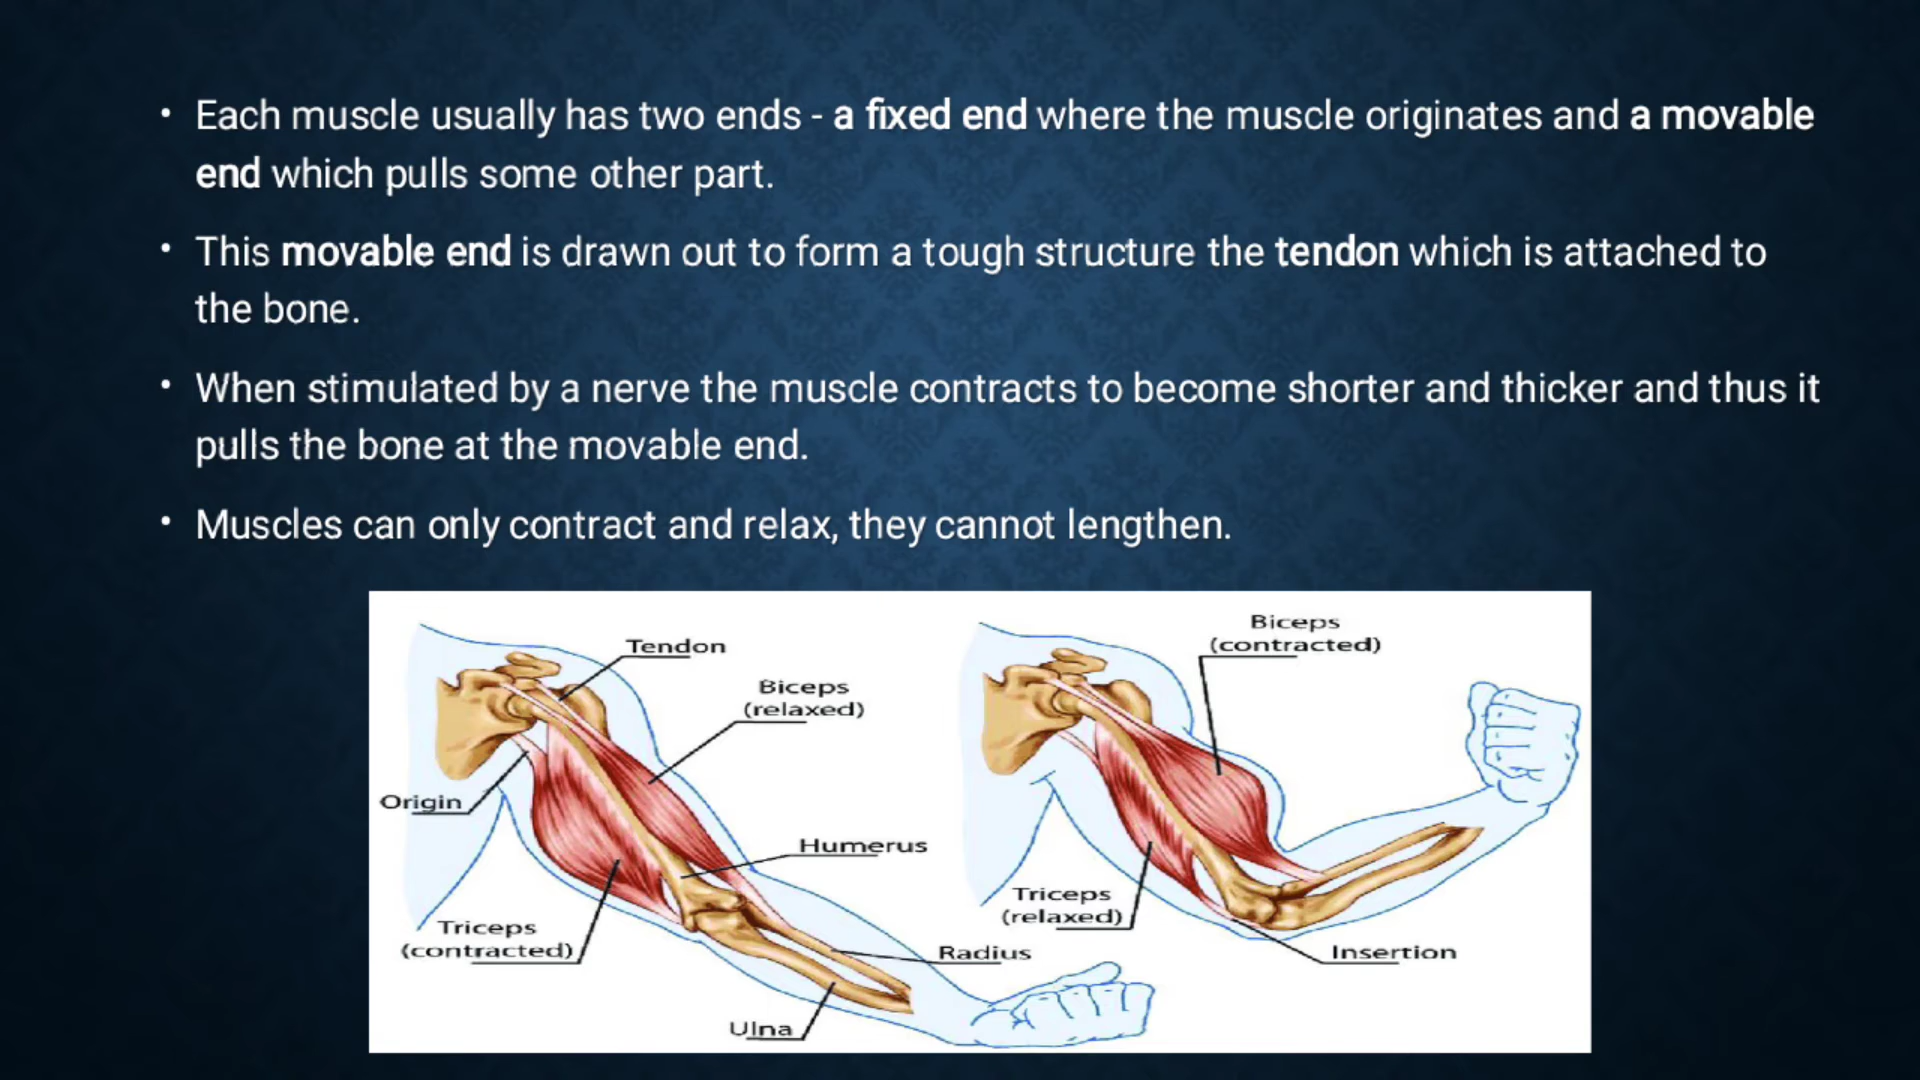 • Each muscle usually has two ends - a fixed end where the muscle originates and a movable
end which pulls some other part.
• This movable end is drawn out to form a tough structure the tendon which is attached to
the bone.
• When stimulated by a nerve the muscle contracts to become shorter and thicker and thus it
pulls the bone at the movable end.
• Muscles can only contract and relax, they cannot lengthen.
Tendon
Biceps
(relaxed)
Origin
Humerus
Triceps
(contracted)
Radius
Ulna
Biceps
(contracted)
Triceps
(relaxed)
Insertion